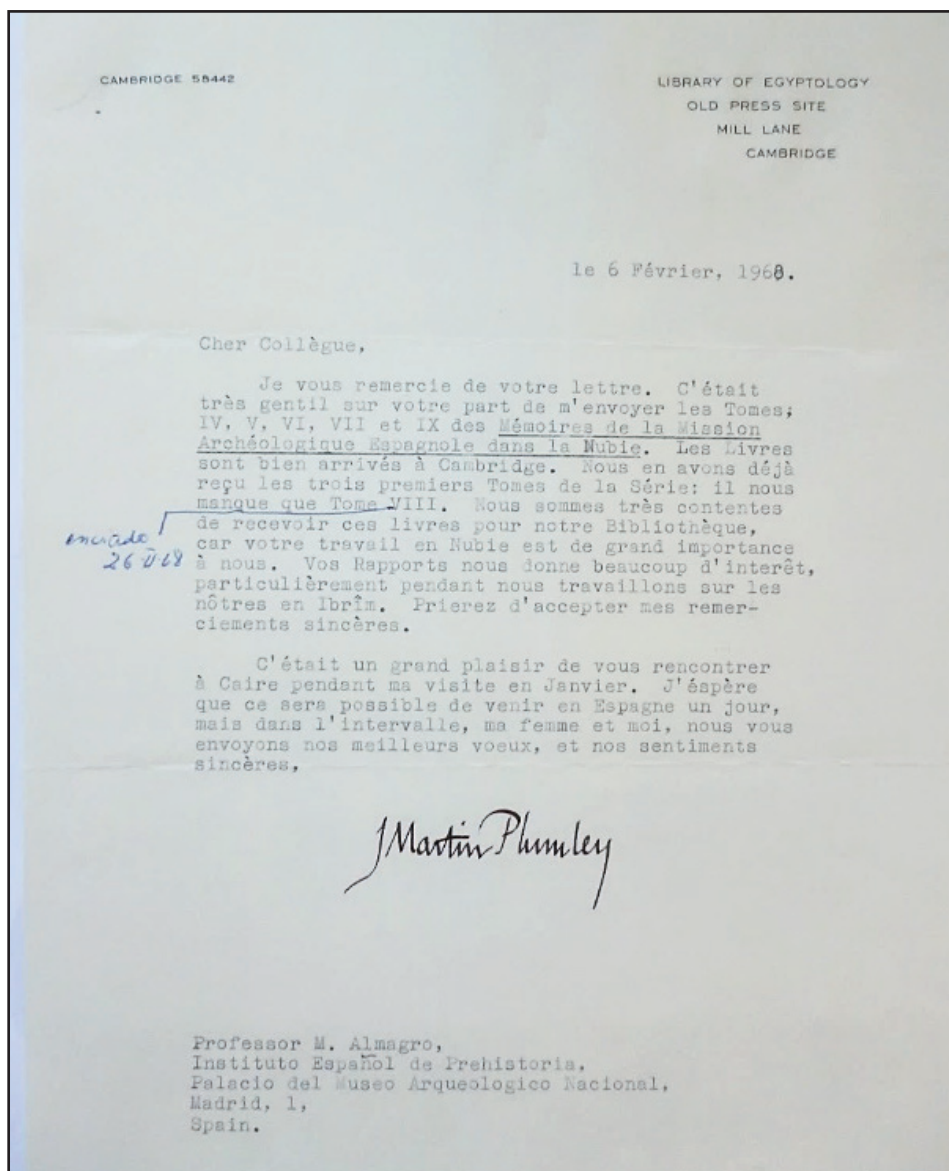 CAMBRIDGE 58442
LIBRARY OF EGYPTOLOGY
OLD PRESS SITE
MILL LANE
CAMBRIDGE
le 6 Février, 1968.
Cher Collègue,
Je vous remercie de votre lettre. C'était
très gentil sur votre part de m'envoyer les Tomes;
IV, V, VI, VII et IX des Mémoires de la Mission
Archéologique Espagnole dans la Nubie. Les Livres
sont bien arrivés à Cambridge. Nous en avons déjà
reçu les trois premiers Tomes de la Série: il nous
manque que Tome VIII. Nous sommes très contentes
de recevoir ces livres pour notre Bibliothèque,
car votre travail en Nubie est de grand importance
à nous. Vos Rapports nous donne beaucoup d'interêt,
particulièrement pendant nous travaillons sur les
nôtres en Ibrîm. Prierez d'accepter mes remer-
ciements sincères.
26-II-68
C'était un grand plaisir de vous rencontrer
à Caire pendant ma visite en Janvier. J'éspère
que ce sera possible de venir en Espagne un jour,
mais dans l'intervalle, ma femme et moi, nous vous
envoyons nos meilleurs voeux, et nos sentiments
sincères,
J Martin Plumley
Professor M. Almagro,
Instituto Español de Prehistoria,
Palacio del Museo Arqueologico Nacional,
Madrid, 1,
Spain.